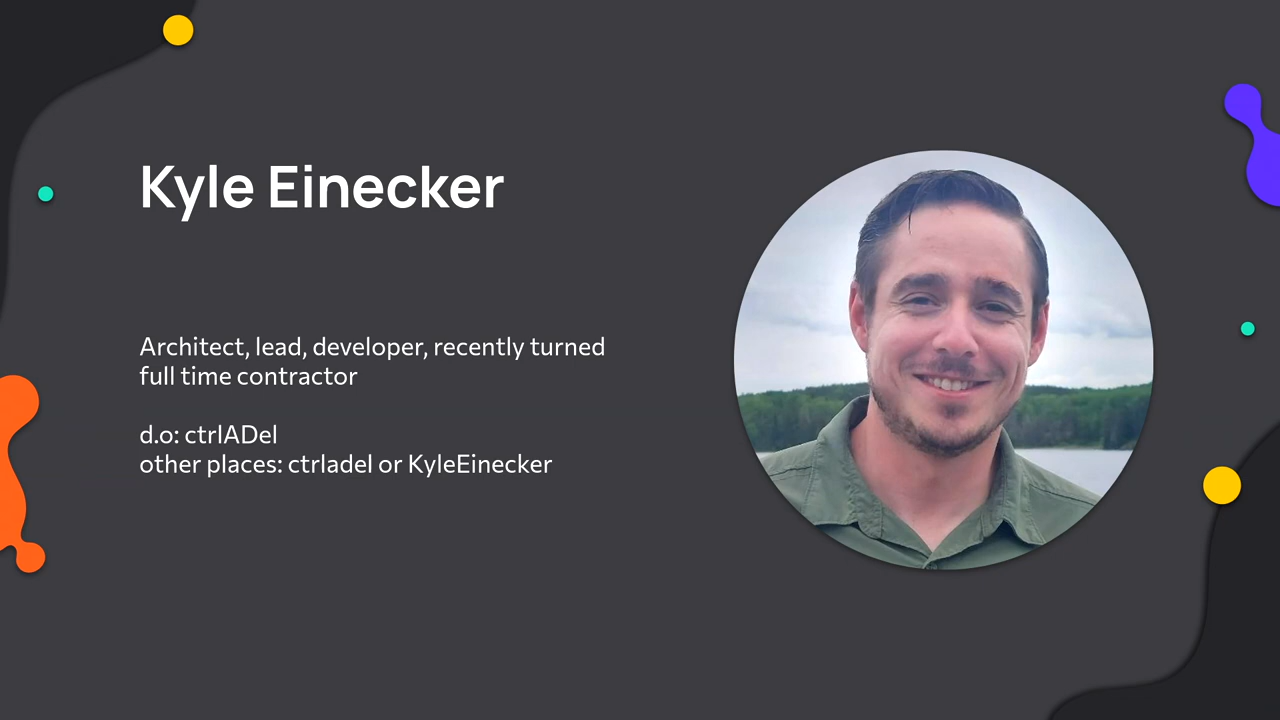 Kyle Einecker
Architect, lead, developer, recently turned
full time contractor
d.o: ctrlADel
other places: ctrladel or KyleEinecker